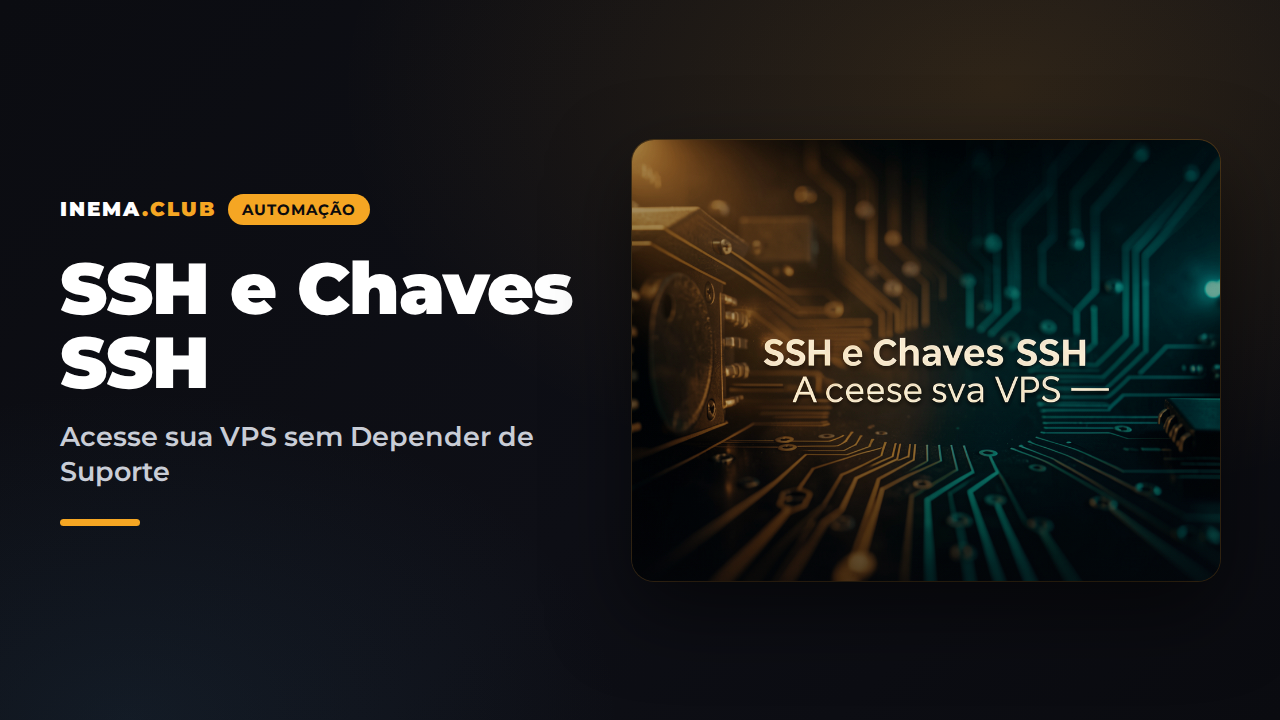 INEMA.CLUB AUTOMAÇÃO
SSH e Chaves
SSH
Acesse sua VPS sem Depender de
Suporte
SSH e Chaves SSH
A ceese sva VPS —